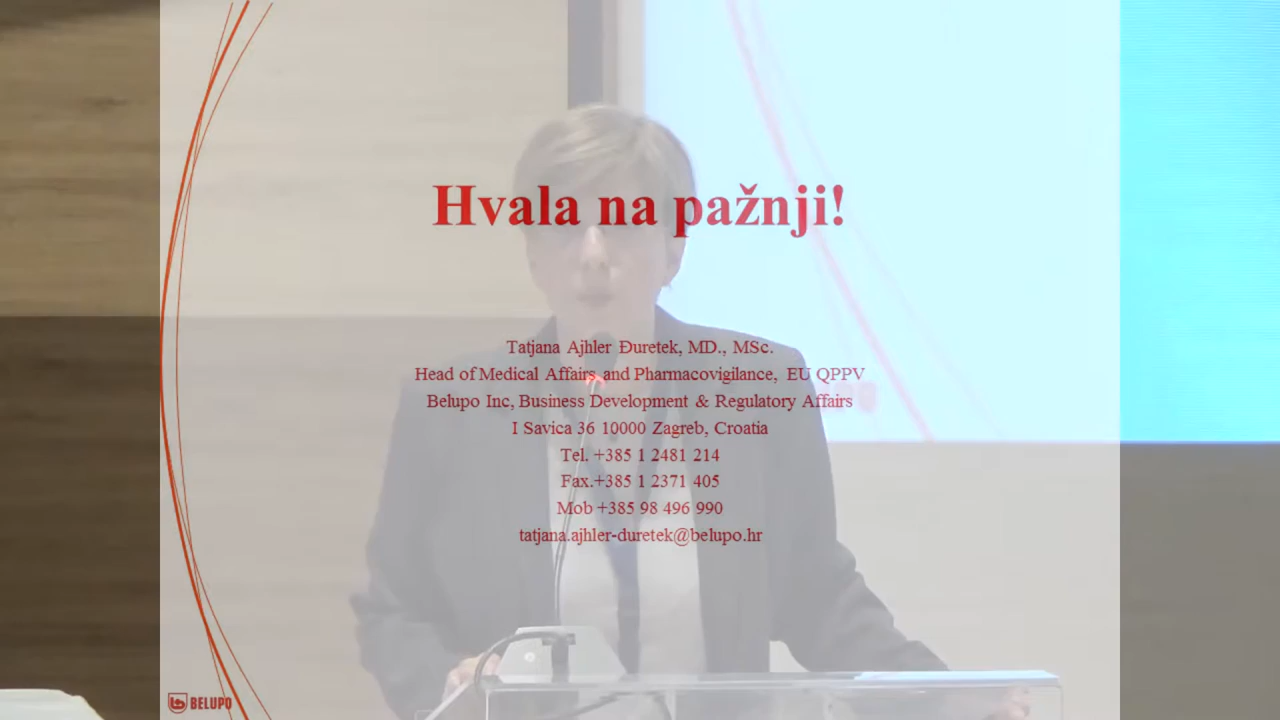 Hvala na pažnji!
Tatjana Ajhler Đuretek, MD., MSc.
Head of Medical Affairs and Pharmacovigilance, EU QPPV
Belupo Inc, Business Development & Regulatory Affairs
I Savica 36 10000 Zagreb, Croatia
Tel. +385 1 2481 214
Fax.+385 1 2371 405
Mob +385 98 496 990
tatjana.ajhler-duretek@belupo.hr
BELUPO